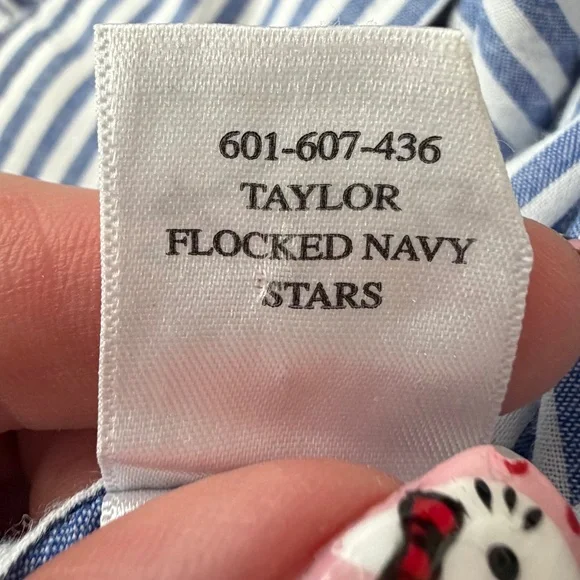 601-607-436
TAYLOR
FLOCKED NAVY
STARS